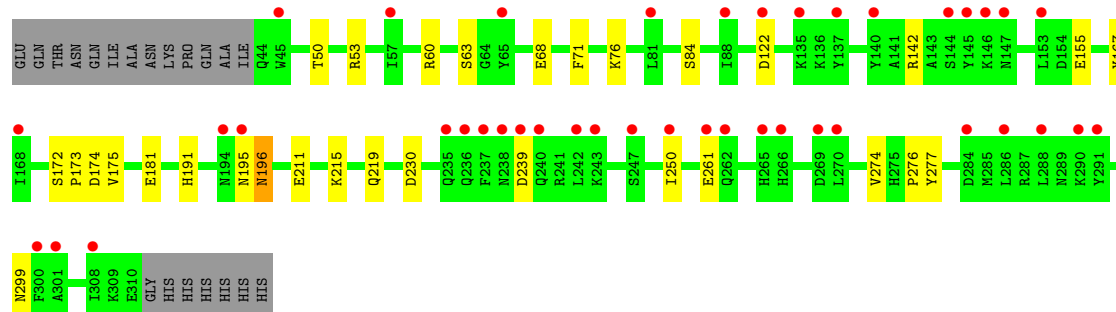 GLU GLN THR ASN GLN ILE ALA ASN LYS PRO GLN ALA ILE Q44 W45 T50 R53 I57 R60 S63 G64 Y65 E68 F71 K76 L81 S84 I88 D122 K135 K136 Y137 Y140 A141 R142 A143 S144 Y145 K146 N147 L153 D154 E155
I168 S172 P173 D174 V175 E181 H191 N194 N195 N196 E211 K215 Q219 D230 Q235 Q236 F237 N238 D239 Q240 R241 L242 K243 S247 I250 E261 Q262 H265 H266 D269 L270 V274 H275 P276 Y277 D284 M285 L286 R287 L288 N289 K290 Y291
N299 F300 A301 I308 K309 E310 GLY HIS HIS HIS HIS HIS